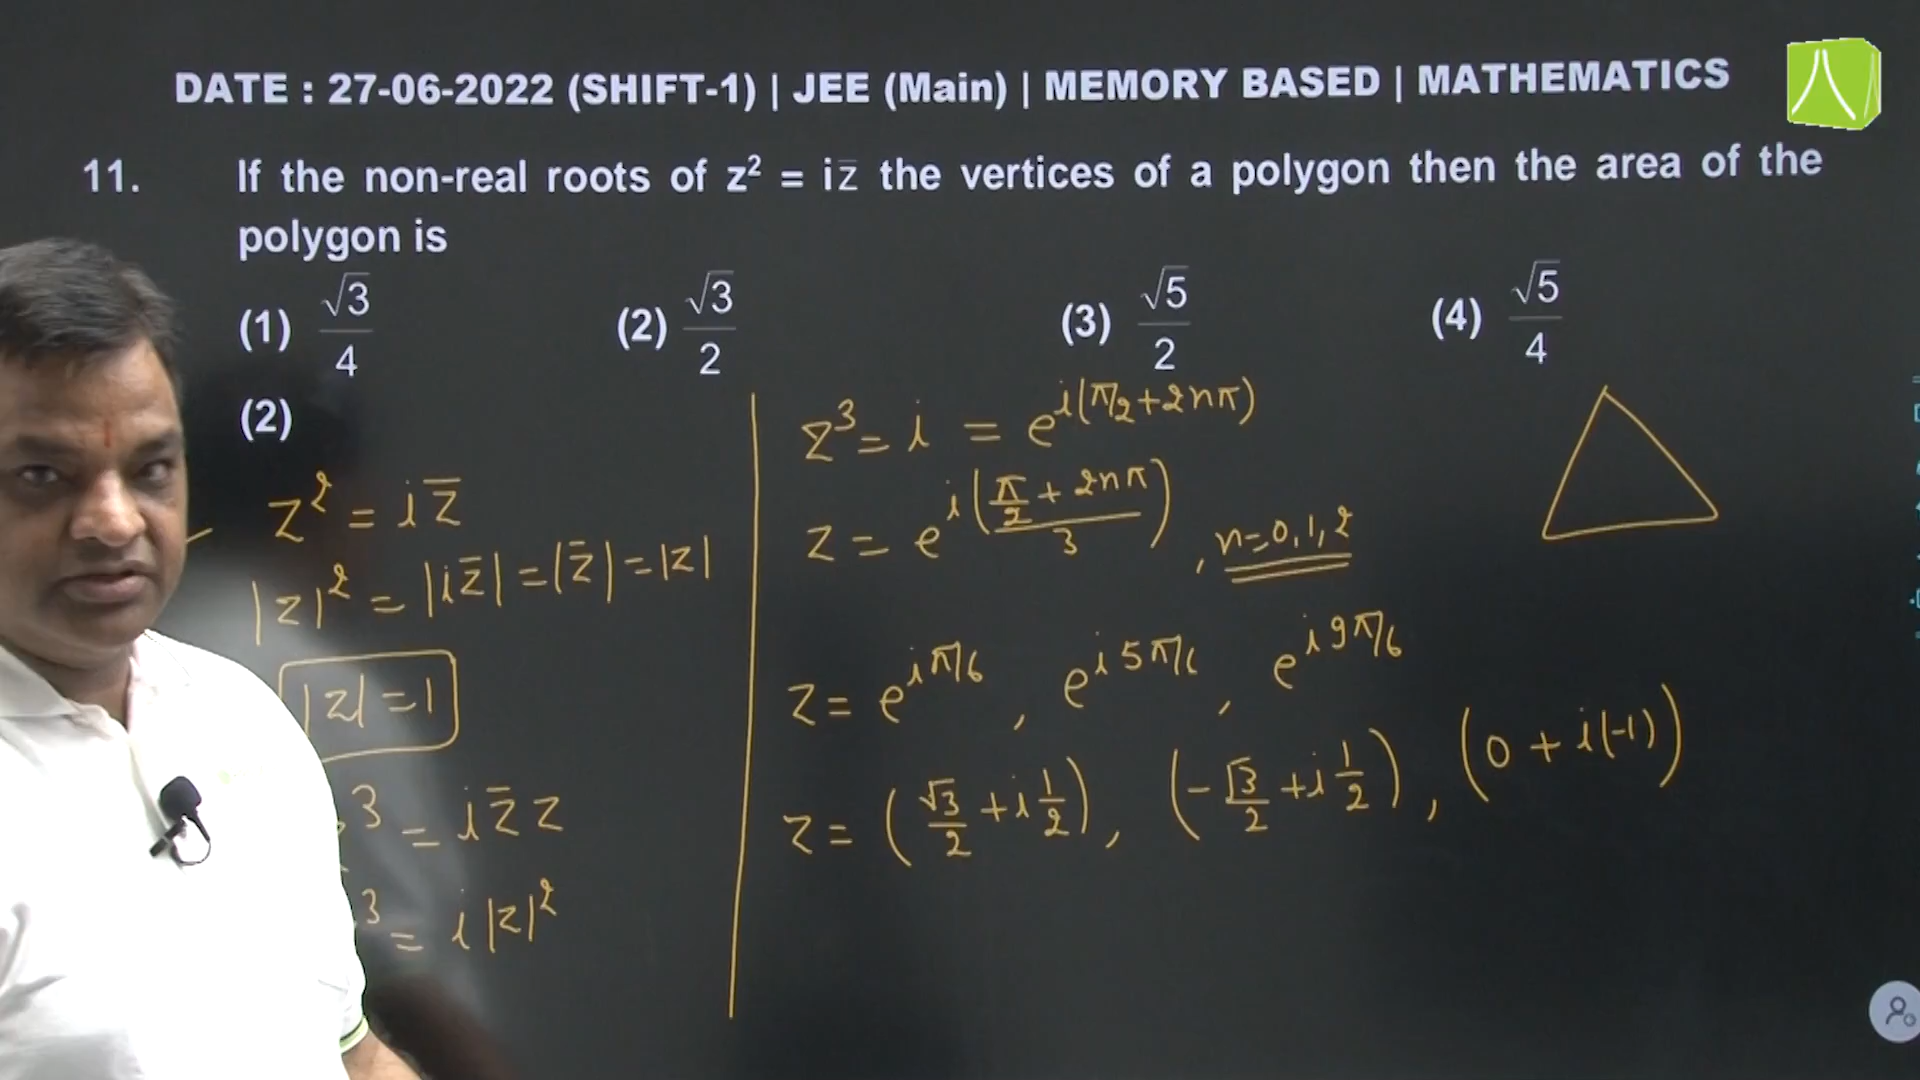 DATE : 27-06-2022 (SHIFT-1) | JEE (Main) | MEMORY BASED | MATHEMATICS
11. If the non-real roots of z² = iz̄ the vertices of a polygon then the area of the
polygon is
(1) √3/4 (2) √3/2 (3) √5/2 (4) √5/4
(2)
z² = iz̄
|z|² = |iz̄| = |z̄| = |z|
|z| = 1
3 = iz̄z
3 = i|z|²
z³ = i = e^{i(π/2+2nπ)}
z = e^{i((π/2+2nπ)/3)}, n=0,1,2
z = e^{iπ/6}, e^{i5π/6}, e^{i9π/6}
z = (√3/2 + i1/2), (-√3/2 + i1/2), (0 + i(-1))